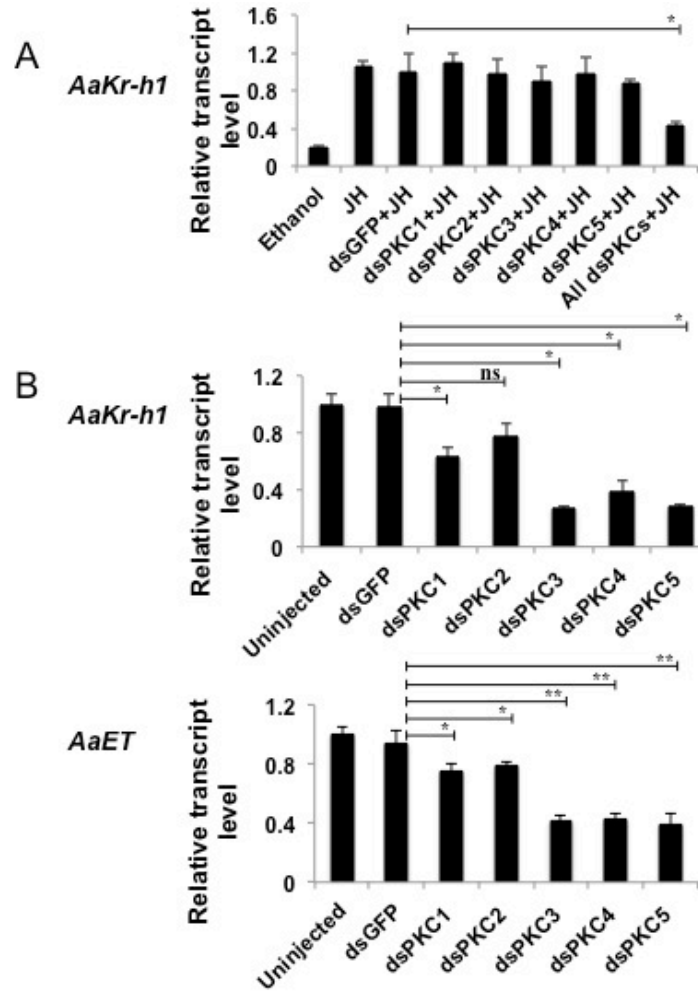 A
AaKr-h1
Relative transcript
level
1.6
1.2
0.8
0.4
0
*
Ethanol
JH
dsGFP+JH
dsPKC1+JH
dsPKC2+JH
dsPKC3+JH
dsPKC4+JH
dsPKC5+JH
All dsPKCs+JH
B
AaKr-h1
Relative transcript
level
1.2
0.8
0.4
0
*
*
*
ns
*
Uninjected
dsGFP
dsPKC1
dsPKC2
dsPKC3
dsPKC4
dsPKC5
AaET
Relative transcript
level
1.2
0.8
0.4
0
**
**
**
*
*
Uninjected
dsGFP
dsPKC1
dsPKC2
dsPKC3
dsPKC4
dsPKC5